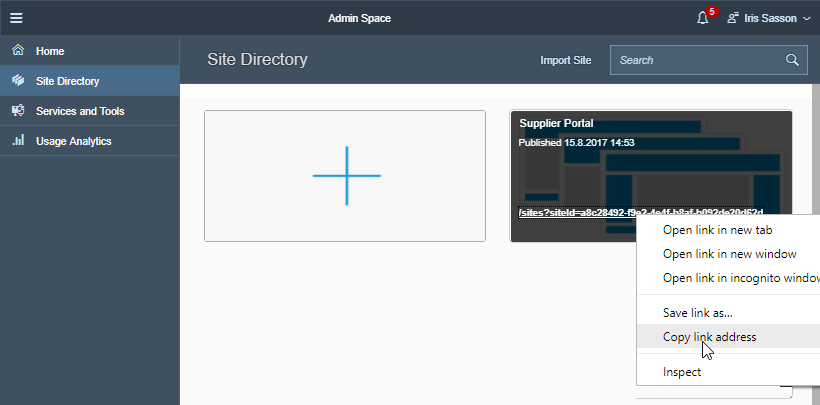 Admin Space
5
Iris Sasson
Home
Site Directory
Services and Tools
Usage Analytics
Site Directory
Import Site
Search
Supplier Portal
Published 15.8.2017 14:53
/sites?siteId=a8c28492-f9e2-4e4f-b8af-b092de20d62d
Open link in new tab
Open link in new window
Open link in incognito window
Save link as...
Copy link address
Inspect